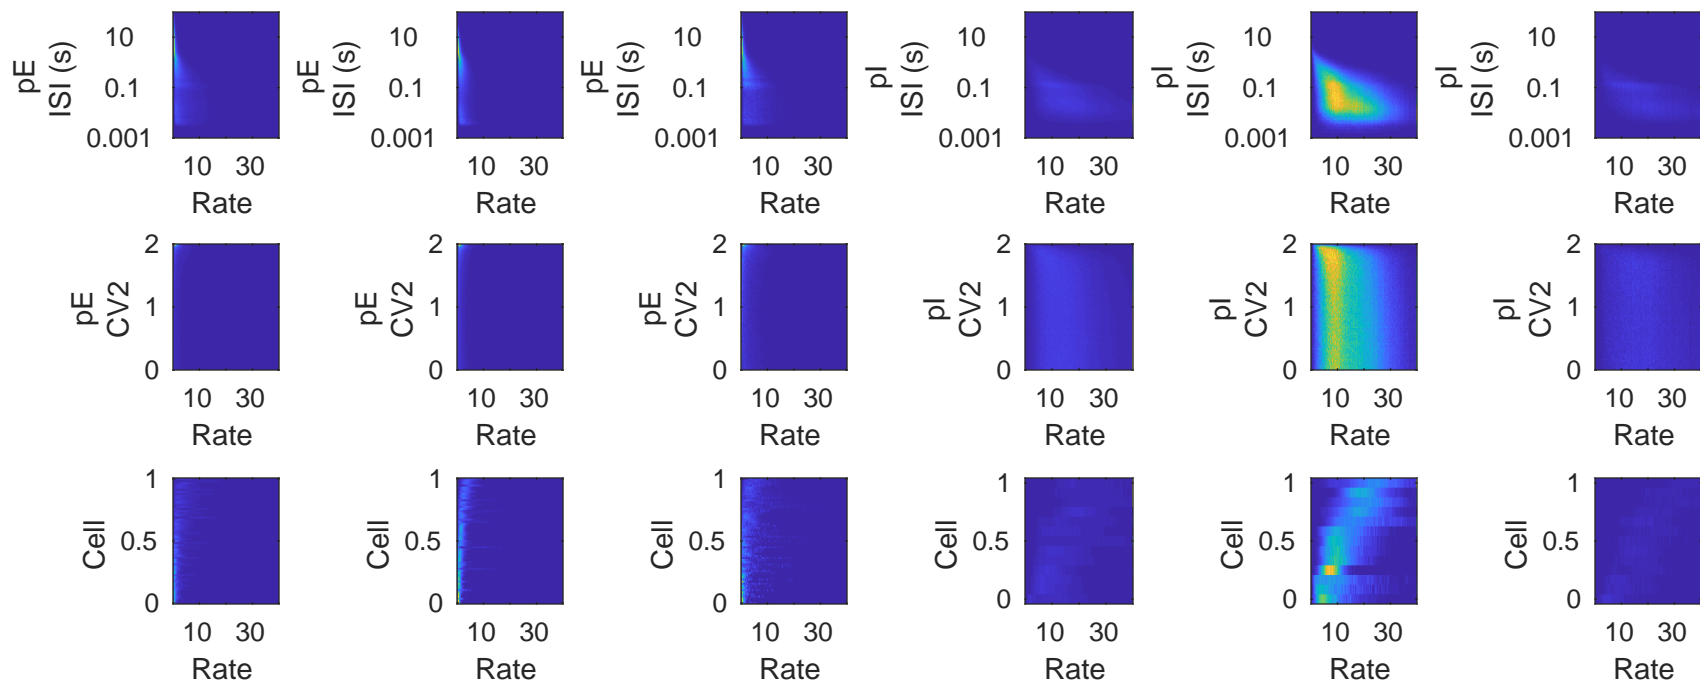 10 10 10 10 10 10
pE ISI (s) pE ISI (s) pE ISI (s) pI ISI (s) pI ISI (s) pI ISI (s)
0.1 0.1 0.1 0.1 0.1 0.1
0.001 0.001 0.001 0.001 0.001 0.001
10 30 10 30 10 30 10 30 10 30 10 30
Rate Rate Rate Rate Rate Rate
2 2 2 2 2 2
pE CV2 pE CV2 pE CV2 pI CV2 pI CV2 pI CV2
1 1 1 1 1 1
0 0 0 0 0 0
10 30 10 30 10 30 10 30 10 30 10 30
Rate Rate Rate Rate Rate Rate
1 1 1 1 1 1
Cell Cell Cell Cell Cell Cell
0.5 0.5 0.5 0.5 0.5 0.5
0 0 0 0 0 0
10 30 10 30 10 30 10 30 10 30 10 30
Rate Rate Rate Rate Rate Rate